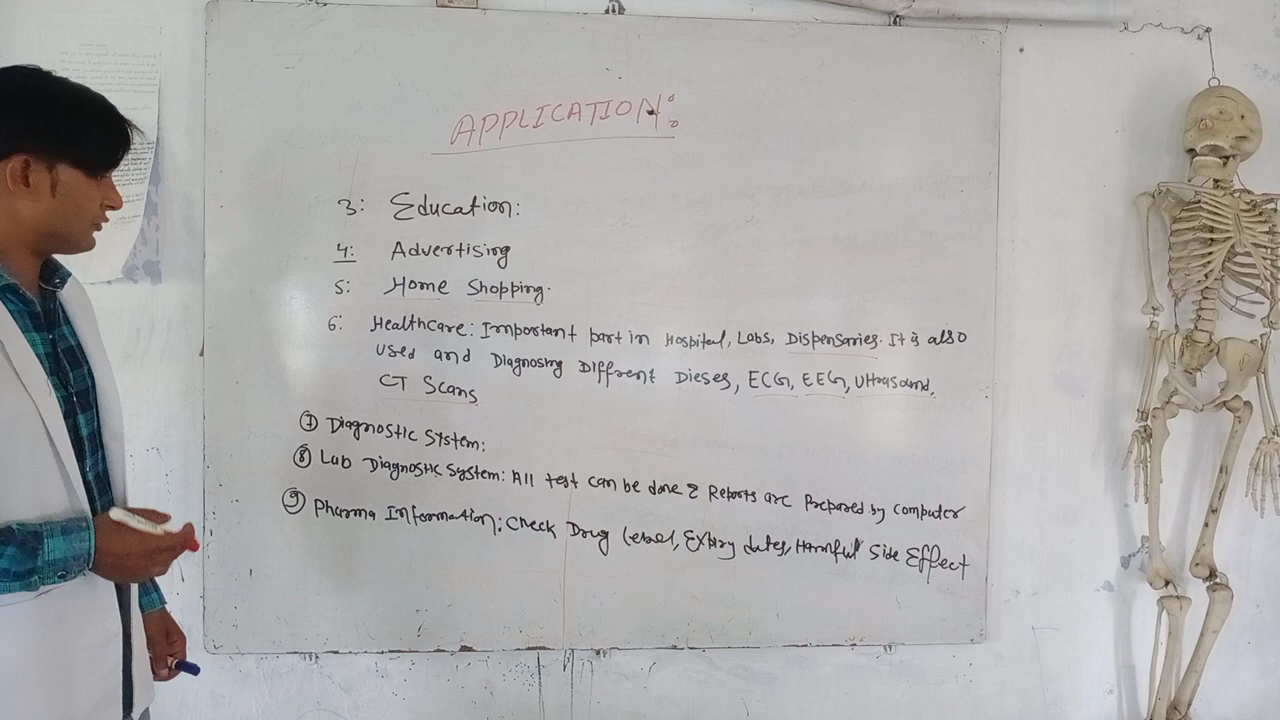 APPLICATION:
3: Education:
4: Advertising
5: Home Shopping.
6: Healthcare: Important part in Hospital, Labs, Dispensaries. It is also
used and Diagnosing Diffrent Dieses, ECG, EEG, Ultrasound,
CT Scans
⑦ Diagnostic System:
⑧ Lab Diagnostic System: All test can be done & Reports are Prepared by computer
⑨ Pharma Information; Check Drug Lebel, Expiry dates, Harmful Side Effect